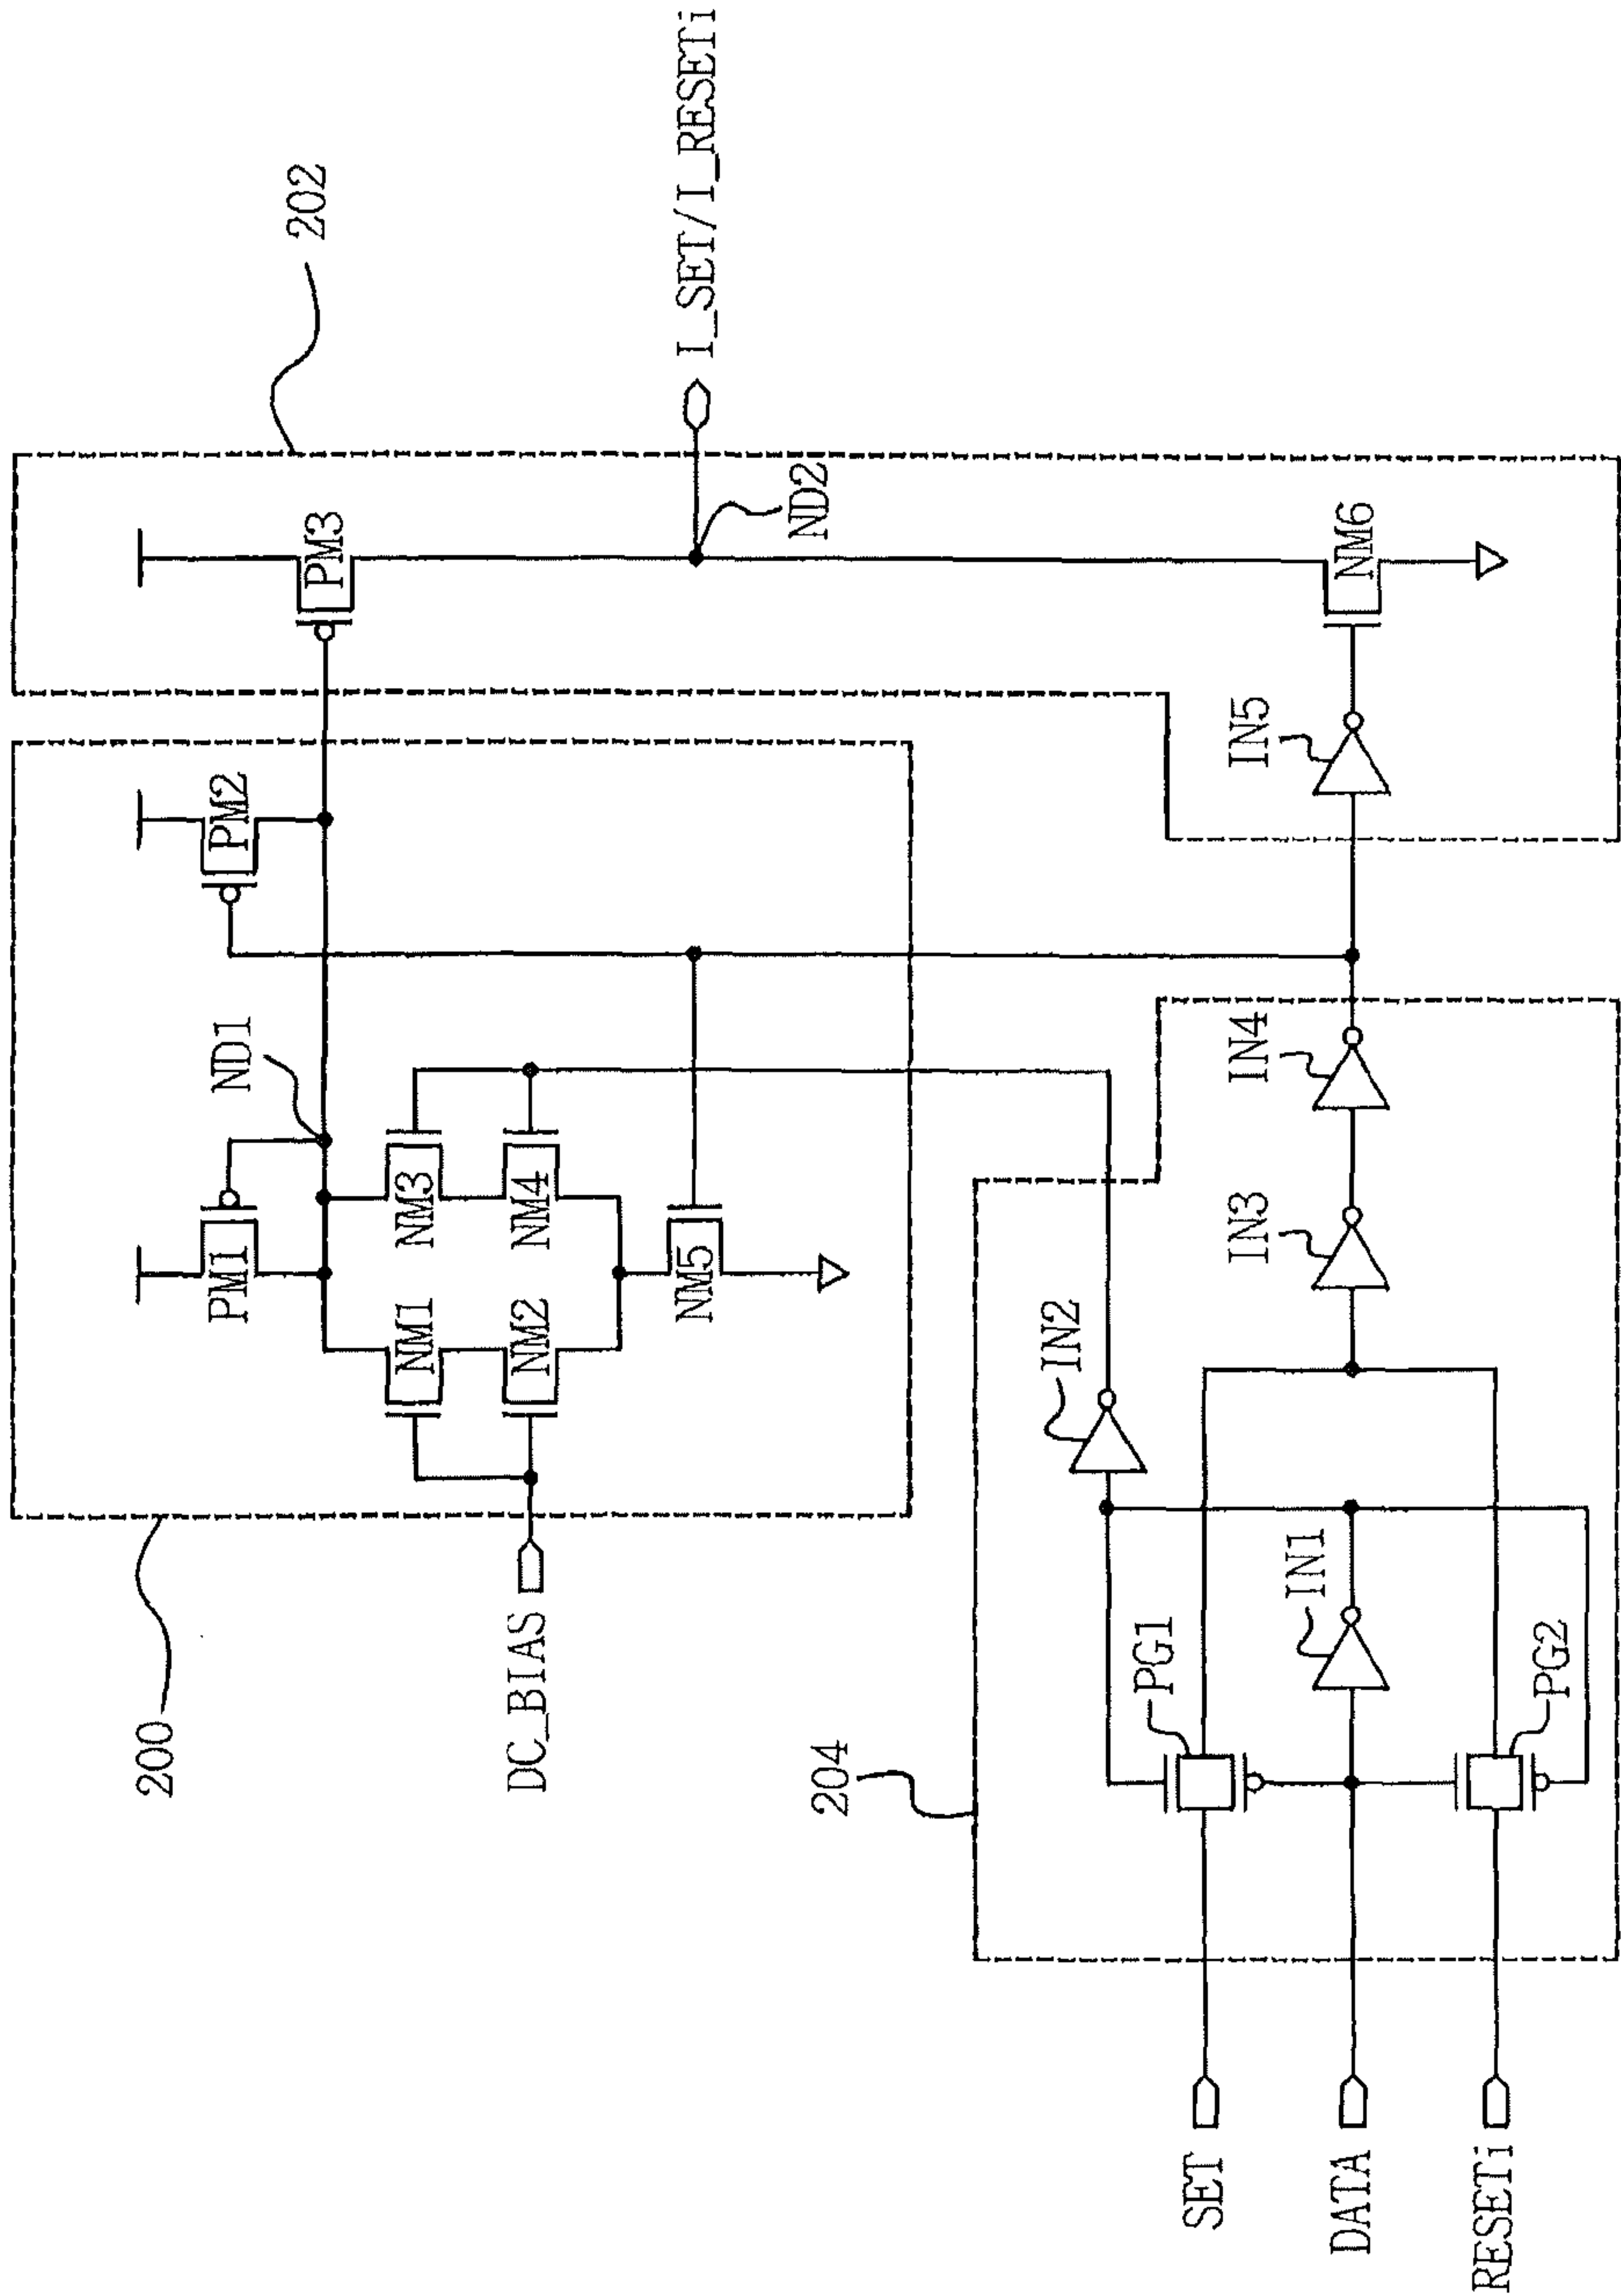 202
PM3
I_SET/I_RESETi
ND2
NM6
IN5
PM2
ND1
PM1
NM3
NM1
NM4
NM2
NM5
IN4
IN3
IN2
IN1
200
DC_BIAS
204
PG1
PG2
SET
DATA
RESETi